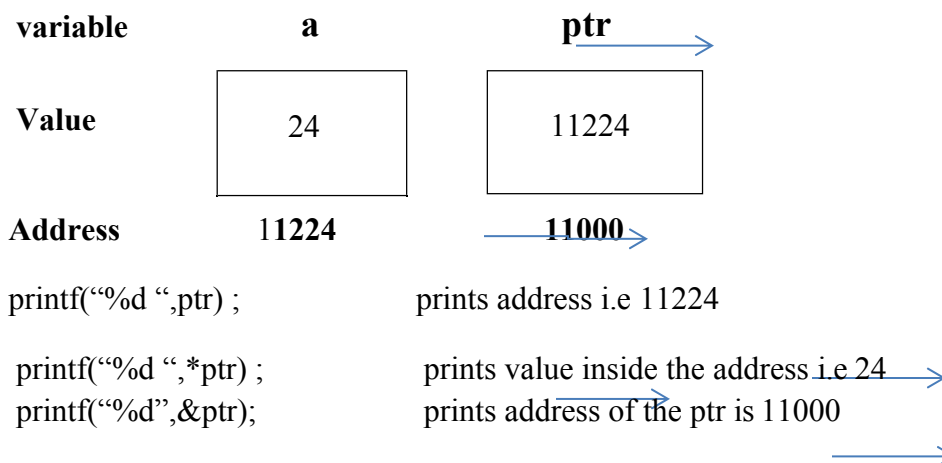 variable a ptr
Value 24 11224
Address 11224 11000
printf(“%d “,ptr) ; prints address i.e 11224
printf(“%d “,*ptr) ; prints value inside the address i.e 24
printf(“%d”,&ptr); prints address of the ptr is 11000